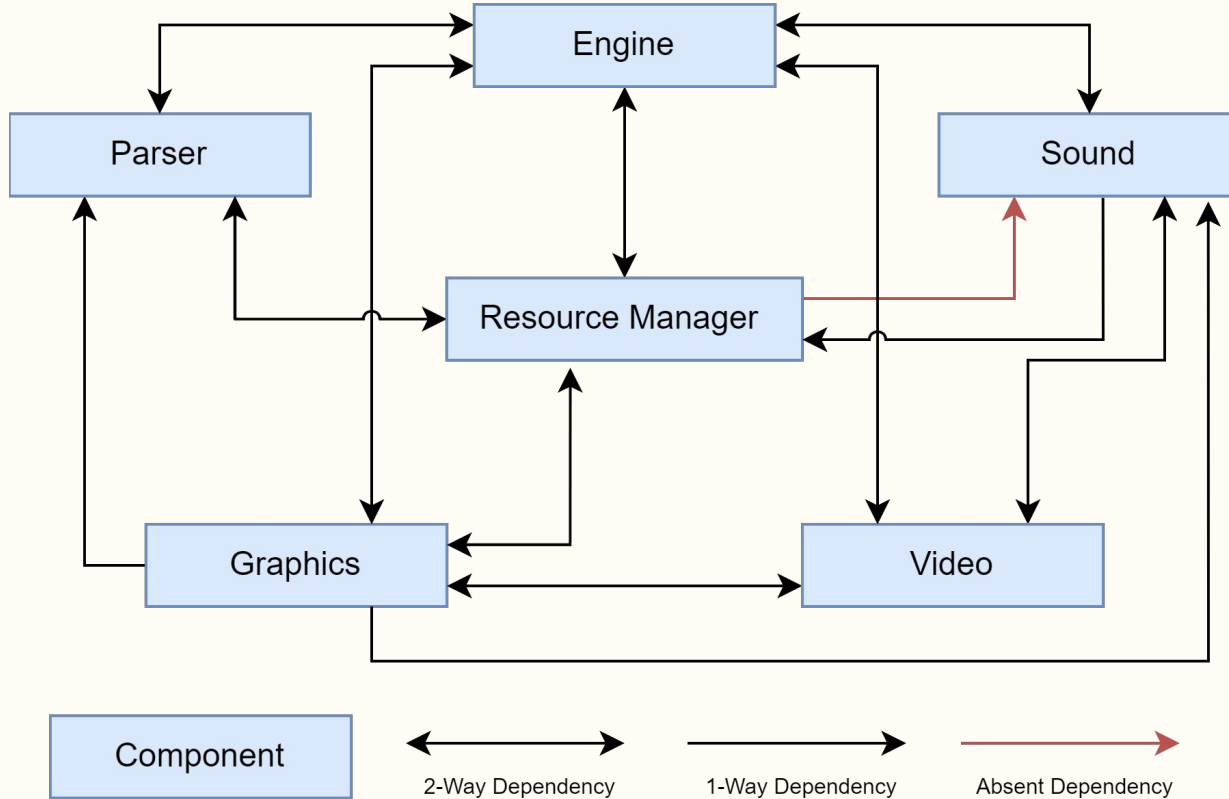 Engine
Parser
Sound
Resource Manager
Graphics
Video
Component
2-Way Dependency
1-Way Dependency
Absent Dependency